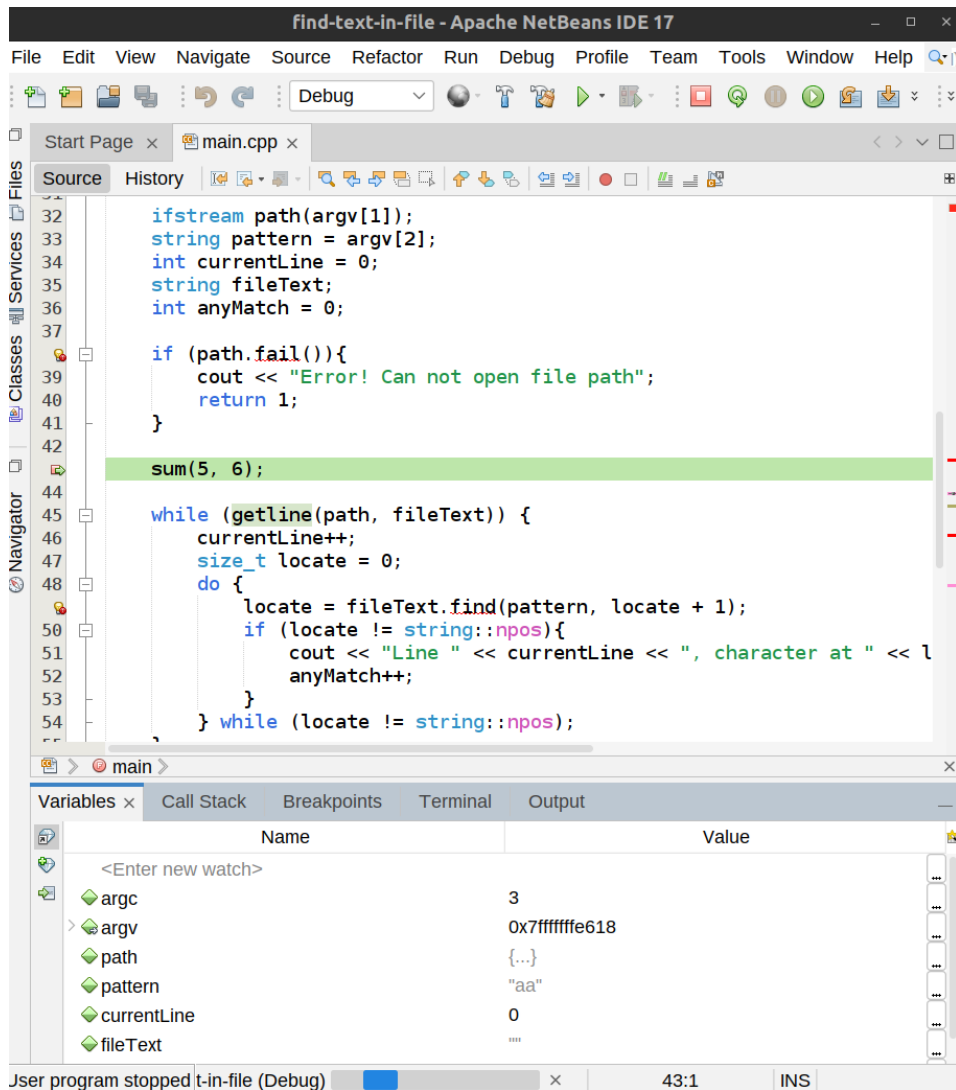 find-text-in-file - Apache NetBeans IDE 17
File Edit View Navigate Source Refactor Run Debug Profile Team Tools Window Help
Debug
Start Page × main.cpp ×
Source History
Files
Services
Classes
Navigator
32 ifstream path(argv[1]);
33 string pattern = argv[2];
34 int currentLine = 0;
35 string fileText;
36 int anyMatch = 0;
37
if (path.fail()){
39 cout << "Error! Can not open file path";
40 return 1;
41 }
42
sum(5, 6);
44
45 while (getline(path, fileText)) {
46 currentLine++;
47 size_t locate = 0;
48 do {
locate = fileText.find(pattern, locate + 1);
50 if (locate != string::npos){
51 cout << "Line " << currentLine << ", character at " << l
52 anyMatch++;
53 }
54 } while (locate != string::npos);
main
Variables × Call Stack Breakpoints Terminal Output
Name Value
<Enter new watch>
argc 3
argv 0x7fffffffe618
path {...}
pattern "aa"
currentLine 0
fileText ""
User program stopped t-in-file (Debug) 43:1 INS